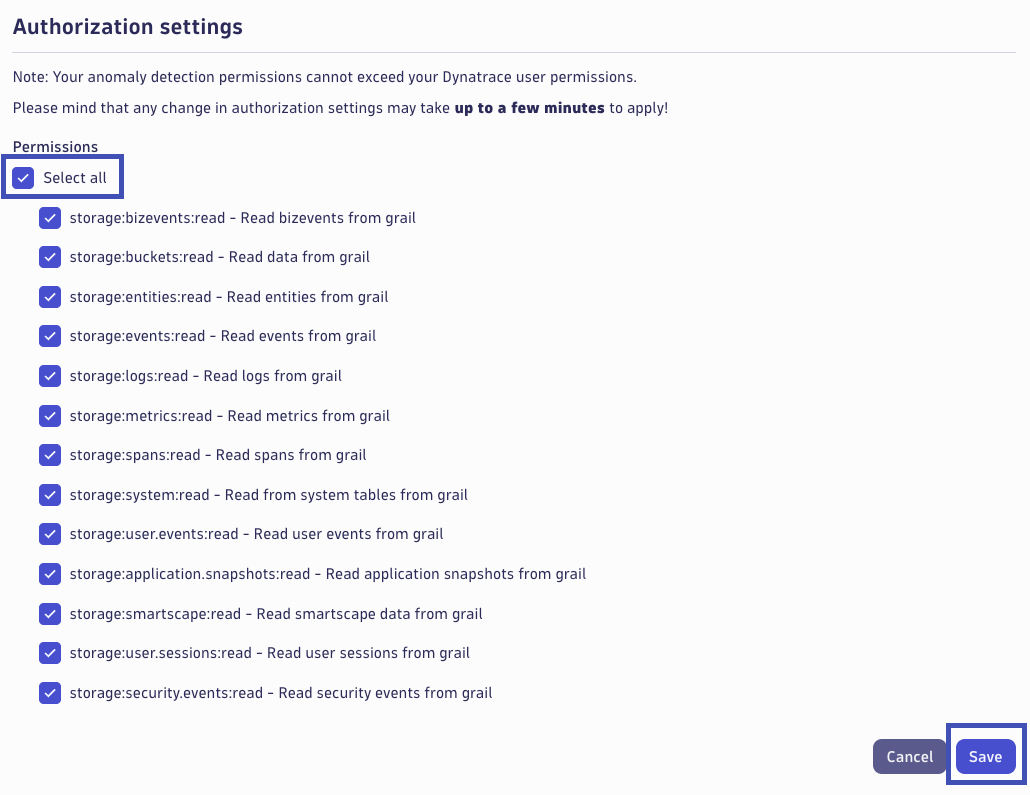 Authorization settings
Note: Your anomaly detection permissions cannot exceed your Dynatrace user permissions.
Please mind that any change in authorization settings may take up to a few minutes to apply!
Permissions
Select all
storage:bizevents:read - Read bizevents from grail
storage:buckets:read - Read data from grail
storage:entities:read - Read entities from grail
storage:events:read - Read events from grail
storage:logs:read - Read logs from grail
storage:metrics:read - Read metrics from grail
storage:spans:read - Read spans from grail
storage:system:read - Read from system tables from grail
storage:user.events:read - Read user events from grail
storage:application.snapshots:read - Read application snapshots from grail
storage:smartscape:read - Read smartscape data from grail
storage:user.sessions:read - Read user sessions from grail
storage:security.events:read - Read security events from grail
Cancel Save